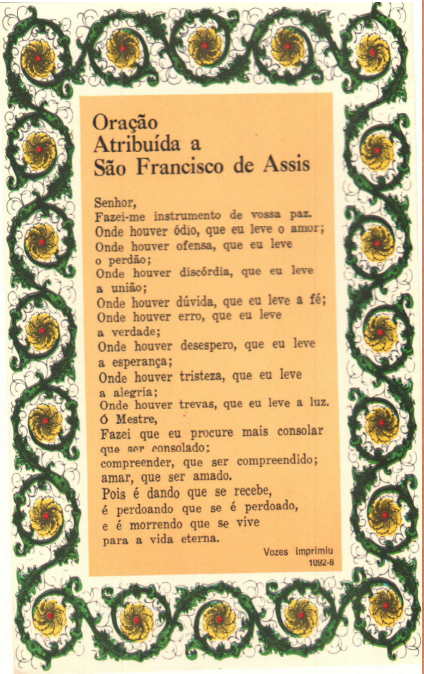 Oração
Atribuída a
São Francisco de Assis
Senhor,
Fazei-me instrumento de vossa paz.
Onde houver ódio, que eu leve o amor;
Onde houver ofensa, que eu leve
o perdão;
Onde houver discórdia, que eu leve
a união;
Onde houver dúvida, que eu leve a fé;
Onde houver erro, que eu leve
a verdade;
Onde houver desespero, que eu leve
a esperança;
Onde houver tristeza, que eu leve
a alegria;
Onde houver trevas, que eu leve a luz.
Ó Mestre,
Fazei que eu procure mais consolar
que ser consolado;
compreender, que ser compreendido;
amar, que ser amado.
Pois é dando que se recebe,
é perdoando que se é perdoado,
e é morrendo que se vive
para a vida eterna.
Vozes imprimiu
1092-8